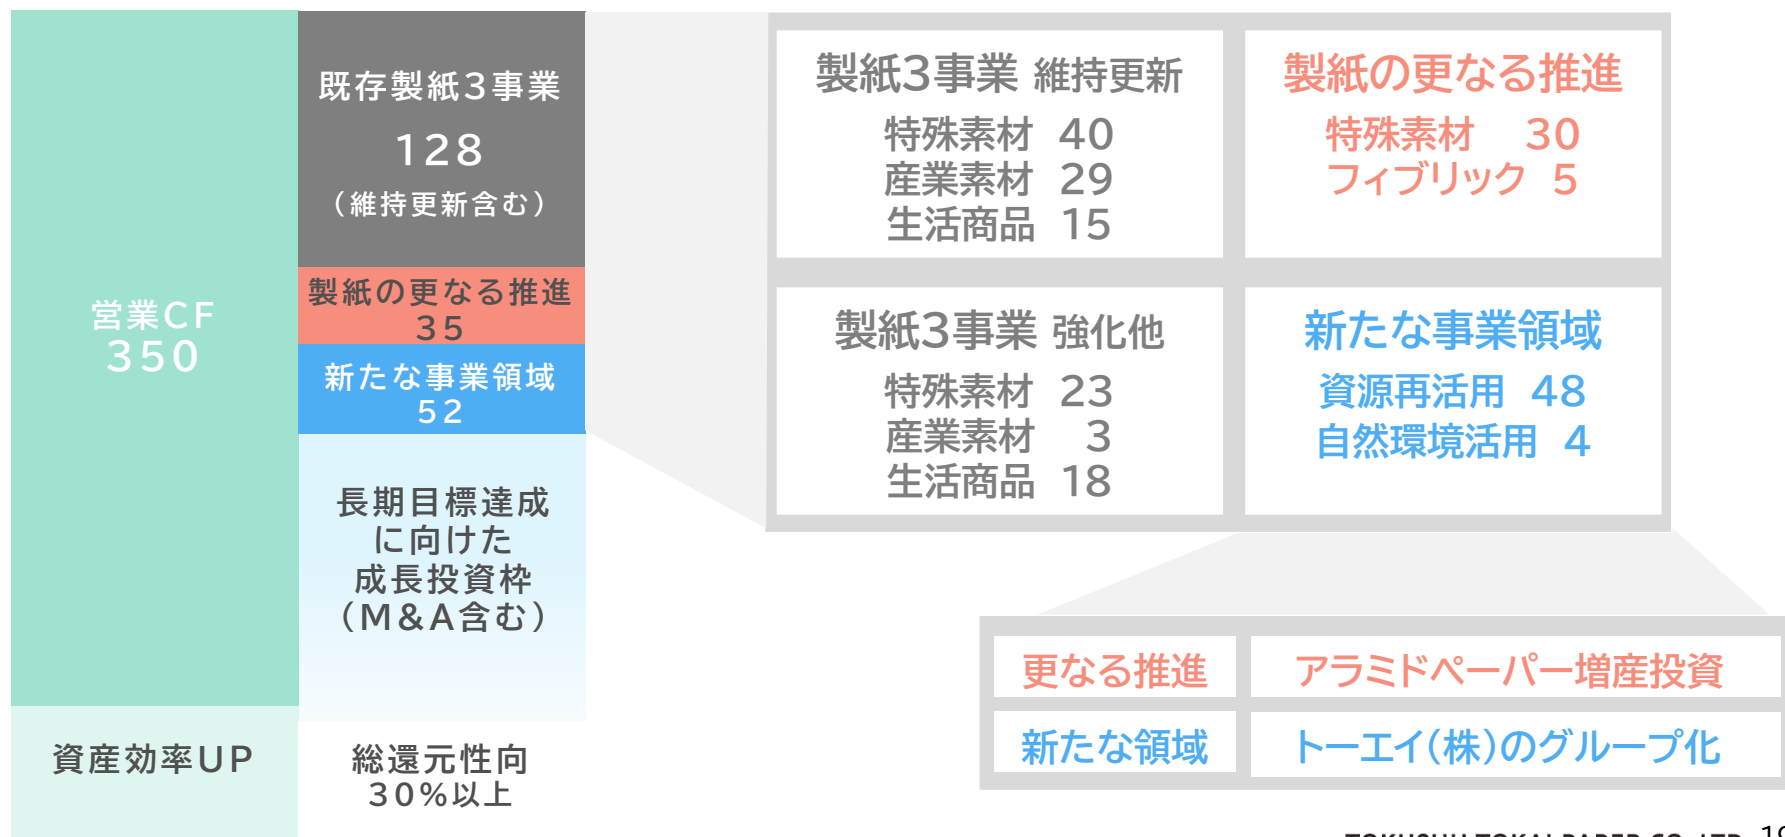 営業CF
350
資産効率UP
既存製紙3事業
128
（維持更新含む）
製紙の更なる推進
35
新たな事業領域
52
長期目標達成
に向けた
成長投資枠
（M&A含む）
総還元性向
30%以上
製紙3事業 維持更新
特殊素材 40
産業素材 29
生活商品 15
製紙の更なる推進
特殊素材 30
フィブリック 5
製紙3事業 強化他
特殊素材 23
産業素材 3
生活商品 18
新たな事業領域
資源再活用 48
自然環境活用 4
更なる推進
アラミドペーパー増産投資
新たな領域
トーエイ(株)のグループ化